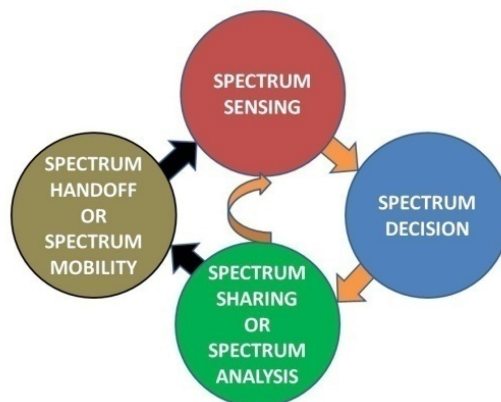 SPECTRUM
SENSING
SPECTRUM
DECISION
SPECTRUM
SHARING
OR
SPECTRUM
ANALYSIS
SPECTRUM
HANDOFF
OR
SPECTRUM
MOBILITY